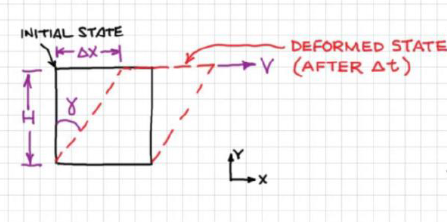 INITIAL STATE
ΔX
DEFORMED STATE
(AFTER Δt)
V
H
γ
Y
X